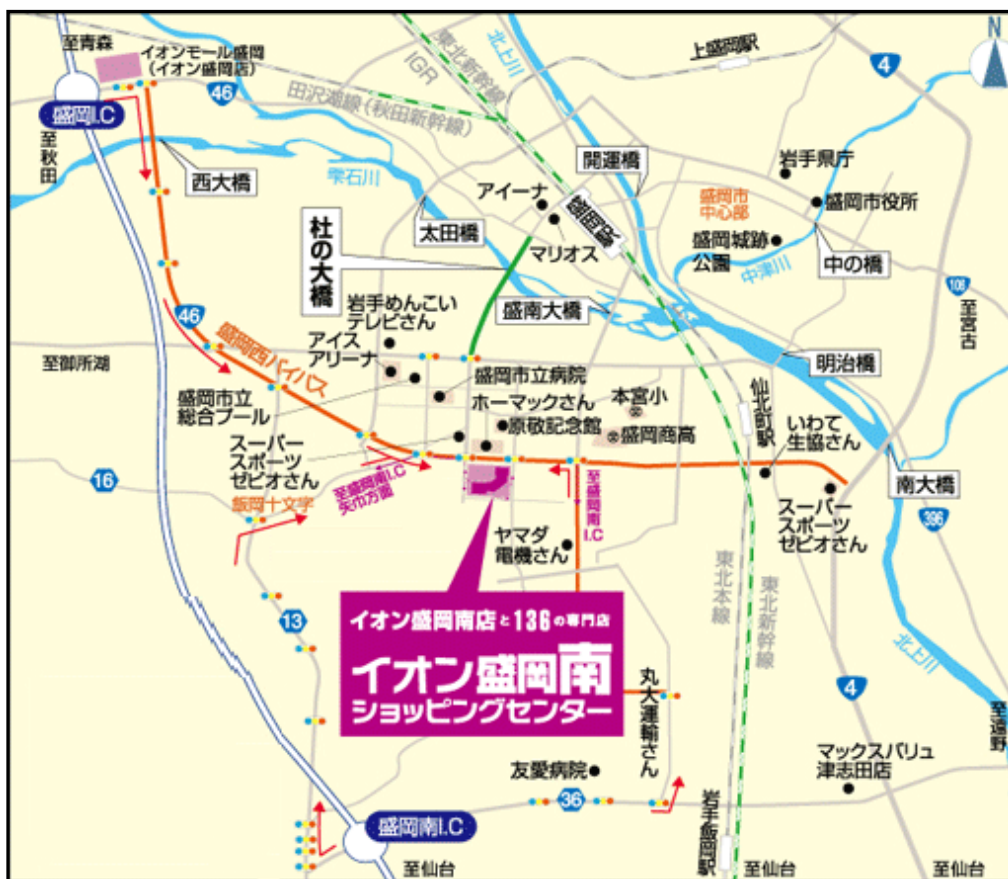 至青森
イオンモール盛岡
(イオン盛岡店)
盛岡I.C
46
至秋田
西大橋
東北新幹線
IGR
田沢湖線(秋田新幹線)
北上川
上盛岡駅
4
N
雫石川
太田橋
杜の大橋
アイーナ
マリオス
盛岡駅
開運橋
岩手県庁
盛岡市
中心部
盛岡市役所
盛岡城跡
公園
中の橋
中津川
106
至宮古
盛南大橋
明治橋
46
盛岡西バイパス
至御所湖
岩手めんこい
テレビさん
アイス
アリーナ
盛岡市立
総合プール
盛岡市立病院
ホーマックさん
原敬記念館
本宮小
盛岡商高
仙北町駅
いわて
生協さん
南大橋
396
スーパー
スポーツ
ゼビオさん
スーパー
スポーツ
ゼビオさん
16
飯岡十文字
至盛岡南I.C
矢巾方面
至盛岡南I.C
ヤマダ
電機さん
東北本線
東北新幹線
北上川
13
イオン盛岡南店と136の専門店
イオン盛岡南
ショッピングセンター
丸大運輸さん
4
至遠野
マックスバリュ
津志田店
友愛病院
36
岩手飯岡駅
盛岡南I.C
至仙台
至仙台
至仙台